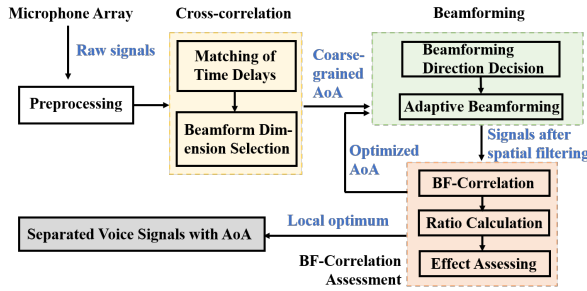 Microphone Array
Cross-correlation
Beamforming
Raw signals
Preprocessing
Matching of
Time Delays
Beamform Dim-
ension Selection
Coarse-
grained
AoA
Beamforming
Direction Decision
Adaptive Beamforming
Optimized
AoA
Signals after
spatial filtering
BF-Correlation
Ratio Calculation
Effect Assessing
Local optimum
Separated Voice Signals with AoA
BF-Correlation
Assessment